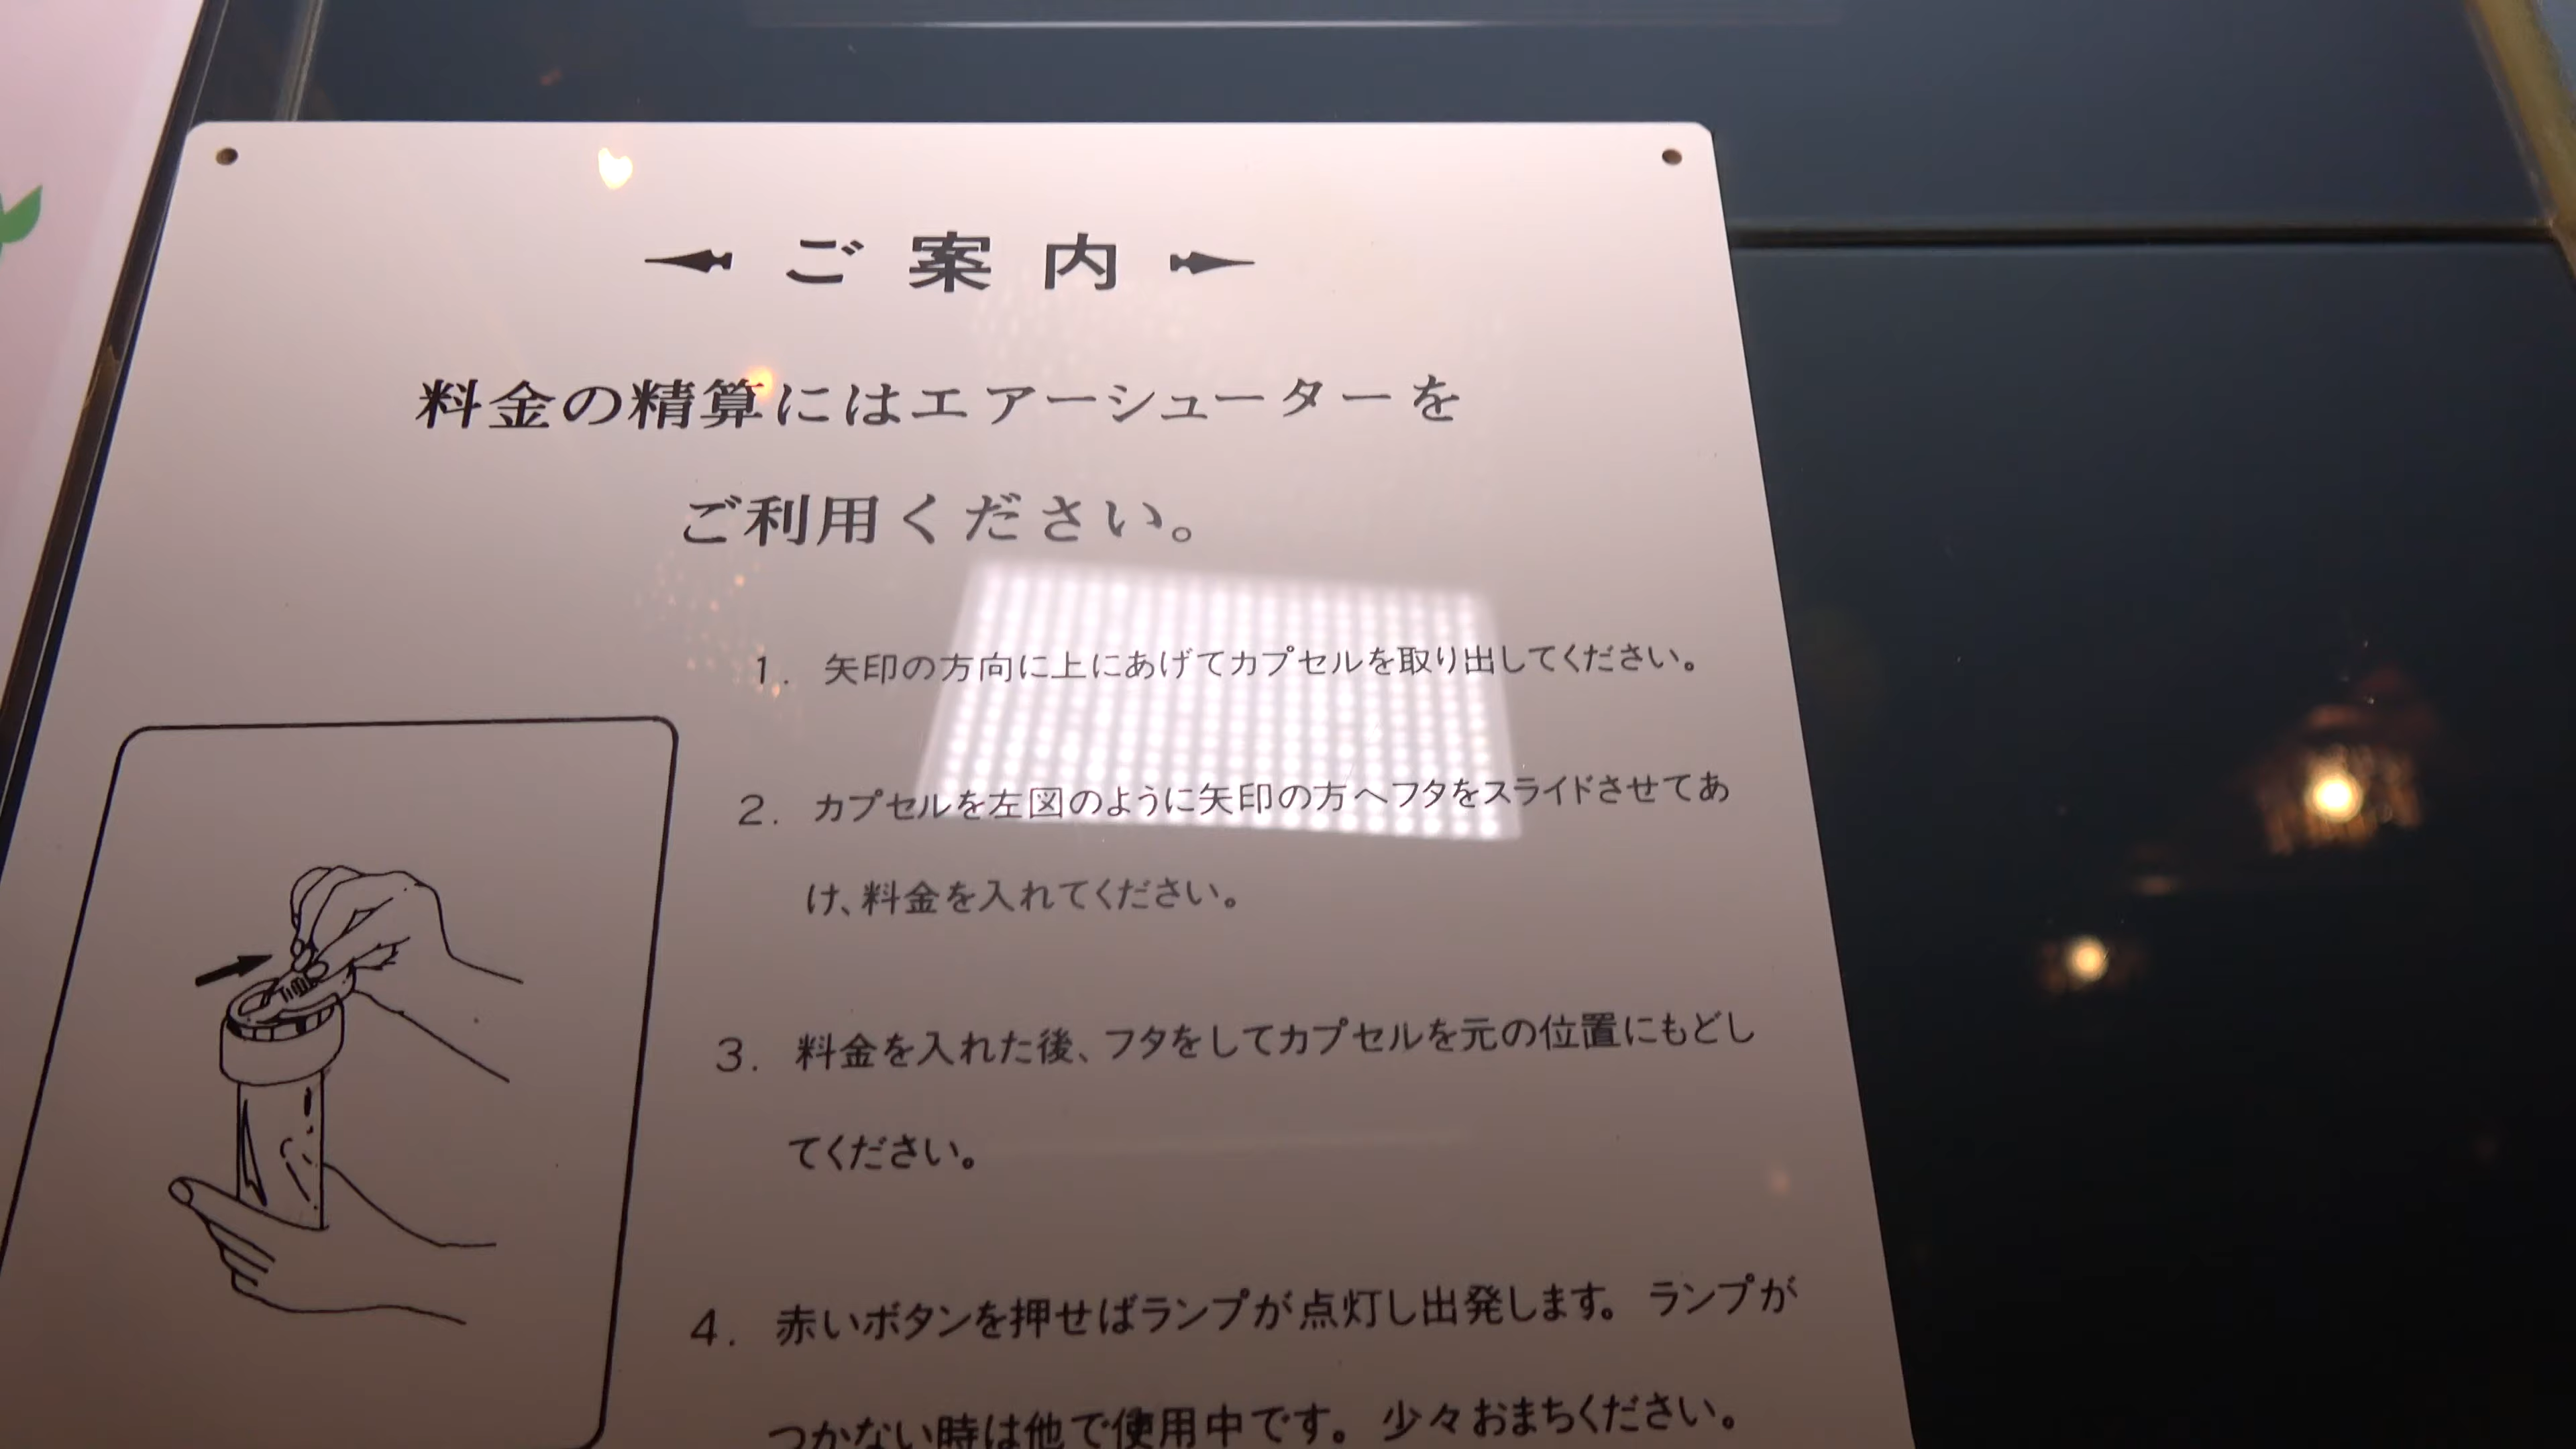 ご案内
料金の精算にはエアーシューターを
ご利用ください。
1. 矢印の方向に上にあげてカプセルを取り出してください。
2. カプセルを左図のように矢印の方へフタをスライドさせてあ
け、料金を入れてください。
3. 料金を入れた後、フタをしてカプセルを元の位置にもどし
てください。
4. 赤いボタンを押せばランプが点灯し出発します。ランプが
つかない時は他で使用中です。少々おまちください。